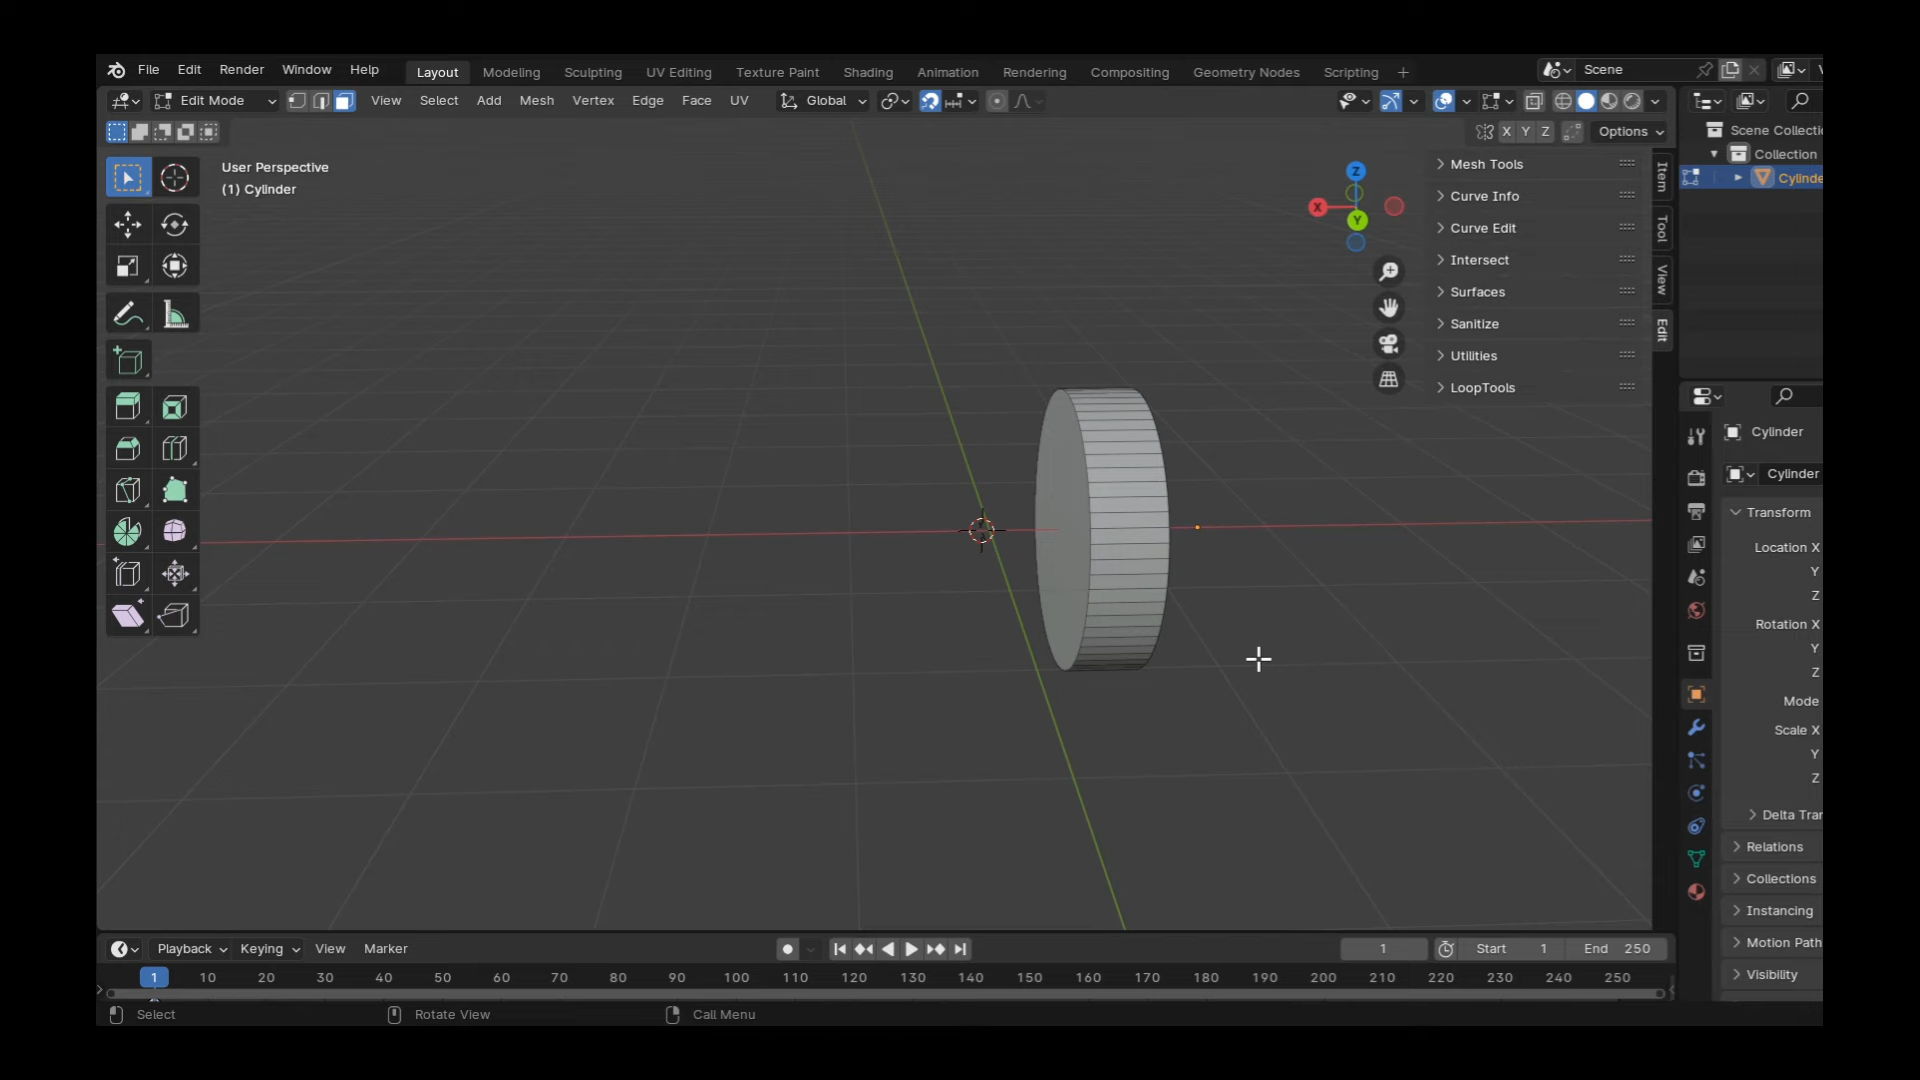 File Edit Render Window Help Layout Modeling Sculpting UV Editing Texture Paint Shading Animation Rendering Compositing Geometry Nodes Scripting + Scene
Edit Mode View Select Add Mesh Vertex Edge Face UV Global
X Y Z Options
Scene Collecti
Collection
Cylinde
User Perspective
(1) Cylinder
Z
X
Y
Mesh Tools
Curve Info
Curve Edit
Intersect
Surfaces
Sanitize
Utilities
LoopTools
Item
Tool
View
Edit
Cylinder
Cylinder
Transform
Location X
Y
Z
Rotation X
Y
Z
Mode
Scale X
Y
Z
Delta Tran
Relations
Collections
Instancing
Motion Path
Visibility
Playback Keying View Marker 1 Start 1 End 250
1 10 20 30 40 50 60 70 80 90 100 110 120 130 140 150 160 170 180 190 200 210 220 230 240 250
Select Rotate View Call Menu